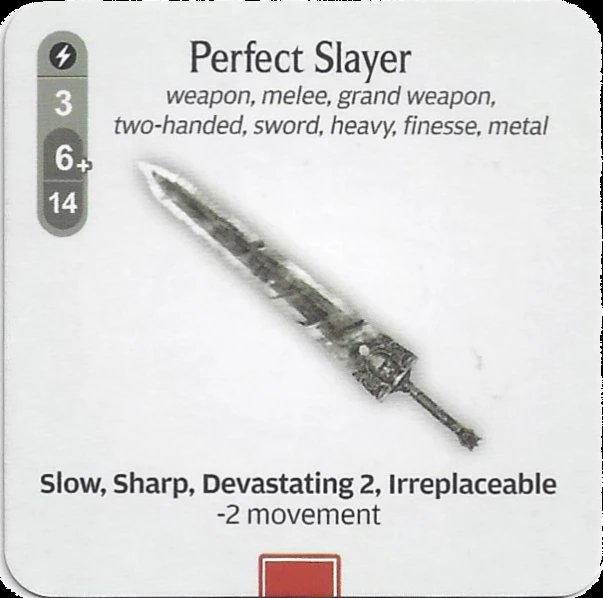 Perfect Slayer
weapon, melee, grand weapon,
two-handed, sword, heavy, finesse, metal
3
6+
14
Slow, Sharp, Devastating 2, Irreplaceable
-2 movement